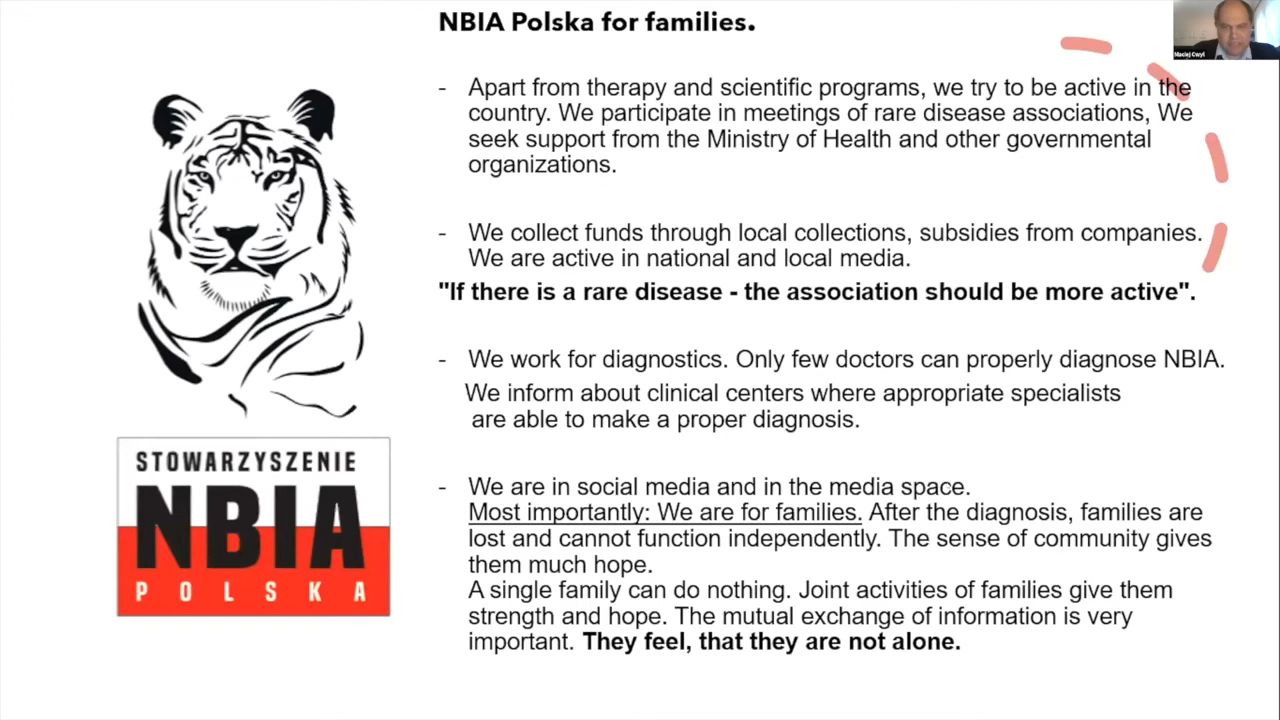 NBIA Polska for families.
Maciej Cwyl
- Apart from therapy and scientific programs, we try to be active in the
country. We participate in meetings of rare disease associations, We
seek support from the Ministry of Health and other governmental
organizations.
- We collect funds through local collections, subsidies from companies.
We are active in national and local media.
"If there is a rare disease - the association should be more active".
- We work for diagnostics. Only few doctors can properly diagnose NBIA.
We inform about clinical centers where appropriate specialists
are able to make a proper diagnosis.
- We are in social media and in the media space.
Most importantly: We are for families. After the diagnosis, families are
lost and cannot function independently. The sense of community gives
them much hope.
A single family can do nothing. Joint activities of families give them
strength and hope. The mutual exchange of information is very
important. They feel, that they are not alone.
STOWARZYSZENIE
NBIA
POLSKA